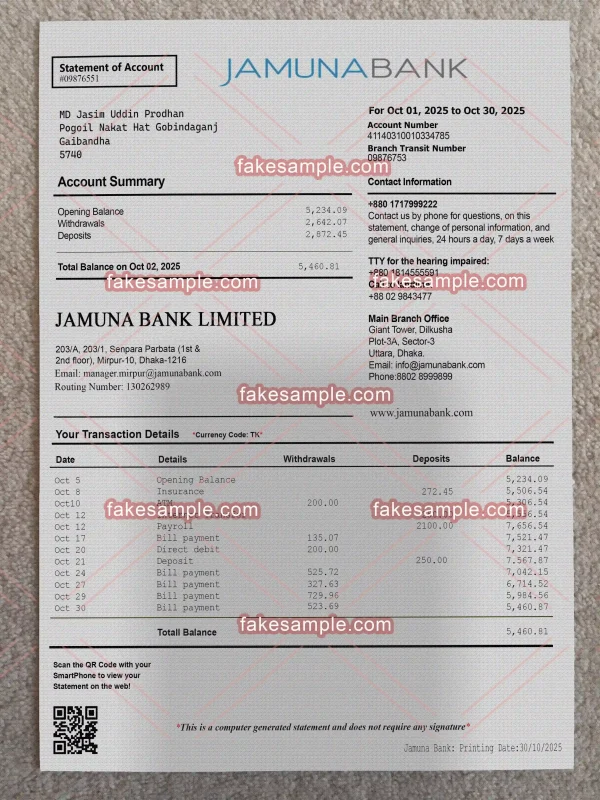 Statement of Account
#09876551
JAMUNABANK
MD Jasim Uddin Prodhan
Pogoil Nakat Hat Gobindaganj
Gaibandha
5740
For Oct 01, 2025 to Oct 30, 2025
Account Number
41140310010334785
Branch Transit Number
09876753
fakesample.com
Account Summary
Contact Information
Opening Balance 5,234.09
Withdrawals 2,642.07
Deposits 2,872.45
Total Balance on Oct 02, 2025 5,460.81
+880 1717999222
Contact us by phone for questions, on this
statement, change of personal information, and
general inquiries, 24 hours a day, 7 days a week
TTY for the hearing impaired:
+880 1814555591
+88 02 9843477
fakesample.com
fakesample.com
JAMUNA BANK LIMITED
203/A, 203/1, Senpara Parbata (1st &
2nd floor), Mirpur-10, Dhaka-1216
Email: manager.mirpur@jamunabank.com
Routing Number: 130262989
Main Branch Office
Giant Tower, Dilkusha
Plot-3A, Sector-3
Uttara, Dhaka.
Email: info@jamunabank.com
Phone:8802 8999899
fakesample.com
www.jamunabank.com
Your Transaction Details *Currency Code: TK*
Date Details Withdrawals Deposits Balance
Oct 5 Opening Balance 5,234.09
Oct 8 Insurance 272.45 5,506.54
Oct10 ATM 200.00 5,306.54
Oct 12
fakesample.com
fakesample.com
Oct 12 Payroll 2100.00 7,656.54
Oct 17 Bill payment 135.07 7,521.47
Oct 20 Direct debit 200.00 7,321.47
Oct 21 Deposit 250.00 7.567.87
Oct 24 Bill payment 525.72 7,042.15
Oct 27 Bill payment 327.63 6,714.52
Oct 29 Bill payment 729.96 5,984.56
Oct 30 Bill payment 523.69 5,460.87
fakesample.com
Totall Balance 5,460.81
Scan the QR Code with your
SmartPhone to view your
Statement on the web!
*This is a computer generated statement and does not require any signature*
Jamuna Bank: Printing Date:30/10/2025